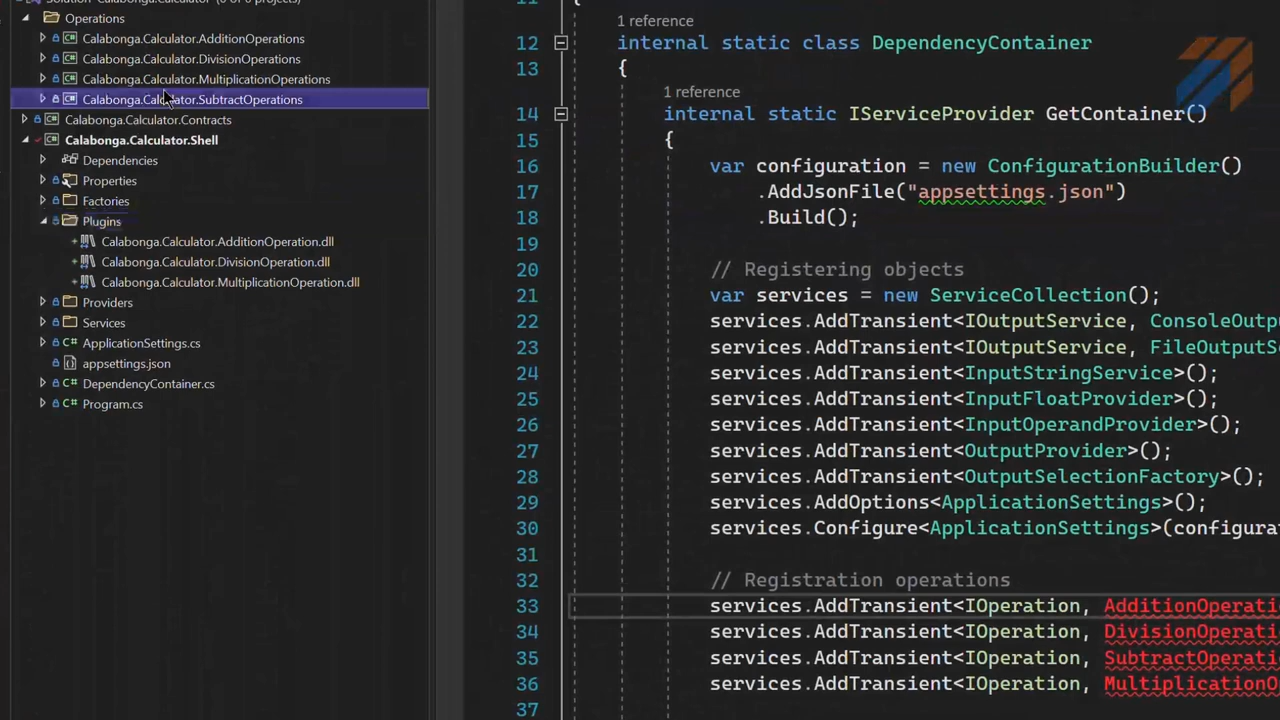 Operations
Calabonga.Calculator.AdditionOperations
Calabonga.Calculator.DivisionOperations
Calabonga.Calculator.MultiplicationOperations
Calabonga.Calculator.SubtractOperations
Calabonga.Calculator.Contracts
Calabonga.Calculator.Shell
Dependencies
Properties
Factories
Plugins
Calabonga.Calculator.AdditionOperation.dll
Calabonga.Calculator.DivisionOperation.dll
Calabonga.Calculator.MultiplicationOperation.dll
Providers
Services
ApplicationSettings.cs
appsettings.json
DependencyContainer.cs
Program.cs
1 reference
12 internal static class DependencyContainer
13 {
1 reference
14 internal static IServiceProvider GetContainer()
15 {
16 var configuration = new ConfigurationBuilder()
17 .AddJsonFile("appsettings.json")
18 .Build();
19
20 // Registering objects
21 var services = new ServiceCollection();
22 services.AddTransient<IOutputService, ConsoleOutp
23 services.AddTransient<IOutputService, FileOutputS
24 services.AddTransient<InputStringService>();
25 services.AddTransient<InputFloatProvider>();
26 services.AddTransient<InputOperandProvider>();
27 services.AddTransient<OutputProvider>();
28 services.AddTransient<OutputSelectionFactory>();
29 services.AddOptions<ApplicationSettings>();
30 services.Configure<ApplicationSettings>(configura
31
32 // Registration operations
33 services.AddTransient<IOperation, AdditionOperati
34 services.AddTransient<IOperation, DivisionOperati
35 services.AddTransient<IOperation, SubtractOperati
36 services.AddTransient<IOperation, MultiplicationO
37